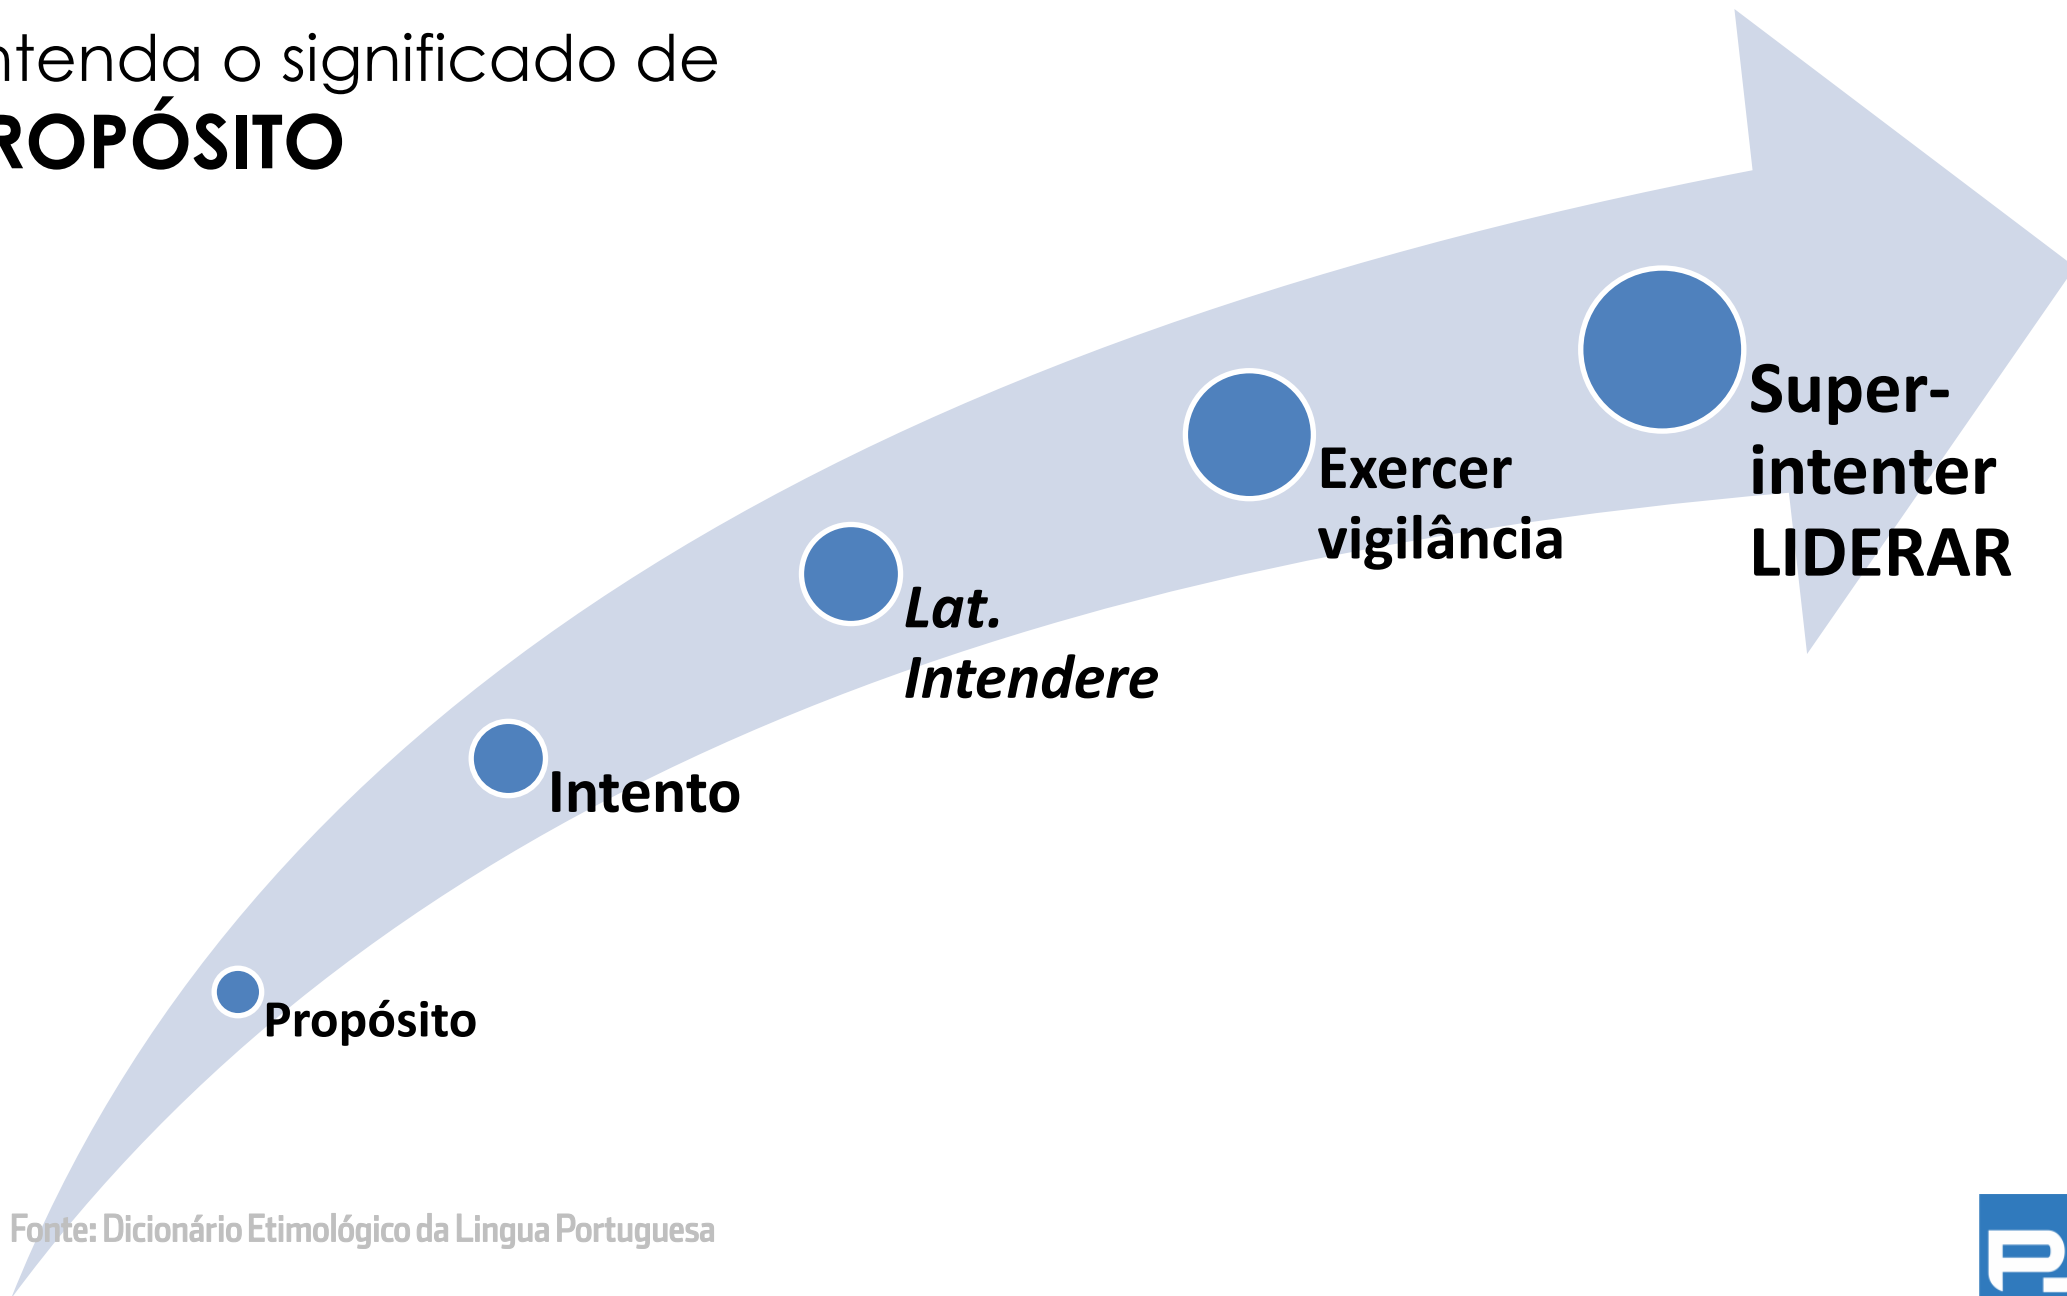 ntenda o significado de
ROPÓSITO
Super-
intenter
LIDERAR
Exercer
vigilância
Lat.
Intendere
Intento
Propósito
Fonte: Dicionário Etimológico da Lingua Portuguesa
P